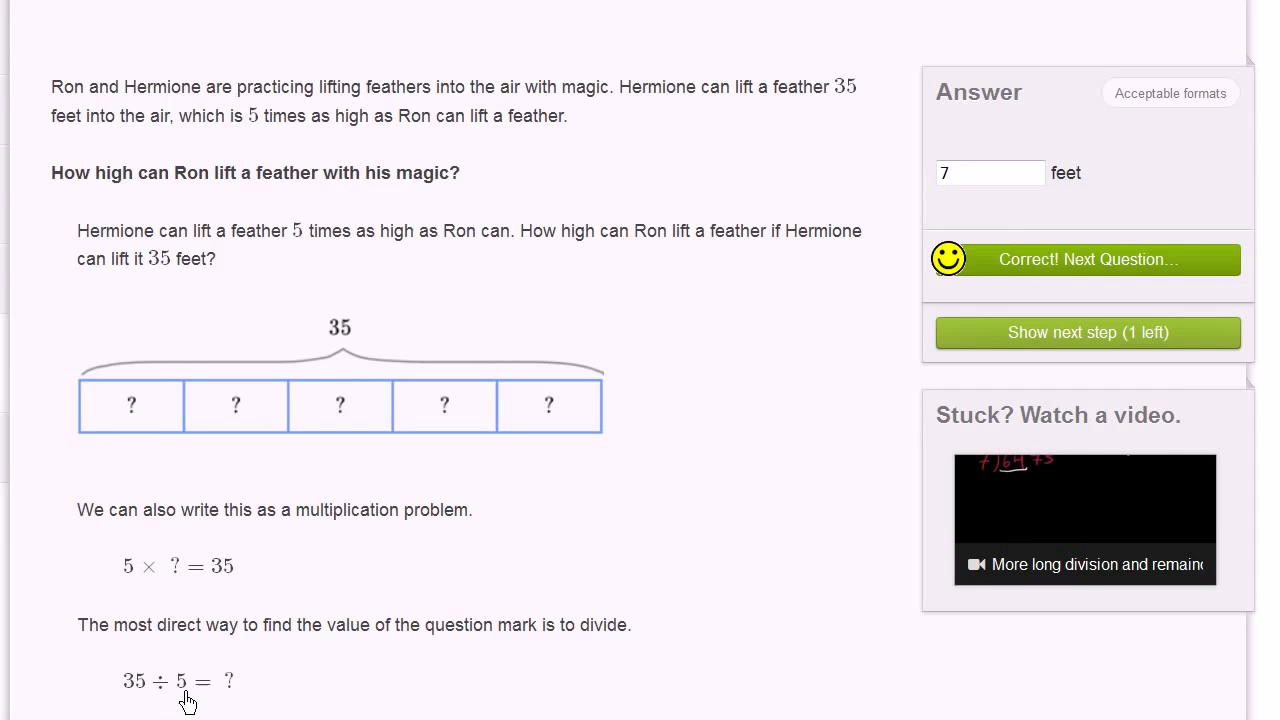 Ron and Hermione are practicing lifting feathers into the air with magic. Hermione can lift a feather 35
feet into the air, which is 5 times as high as Ron can lift a feather.
How high can Ron lift a feather with his magic?
Hermione can lift a feather 5 times as high as Ron can. How high can Ron lift a feather if Hermione
can lift it 35 feet?
35
? ? ? ? ?
We can also write this as a multiplication problem.
5 × ? = 35
The most direct way to find the value of the question mark is to divide.
35 ÷ 5 = ?
Answer
Acceptable formats
7 feet
Correct! Next Question...
Show next step (1 left)
Stuck? Watch a video.
More long division and